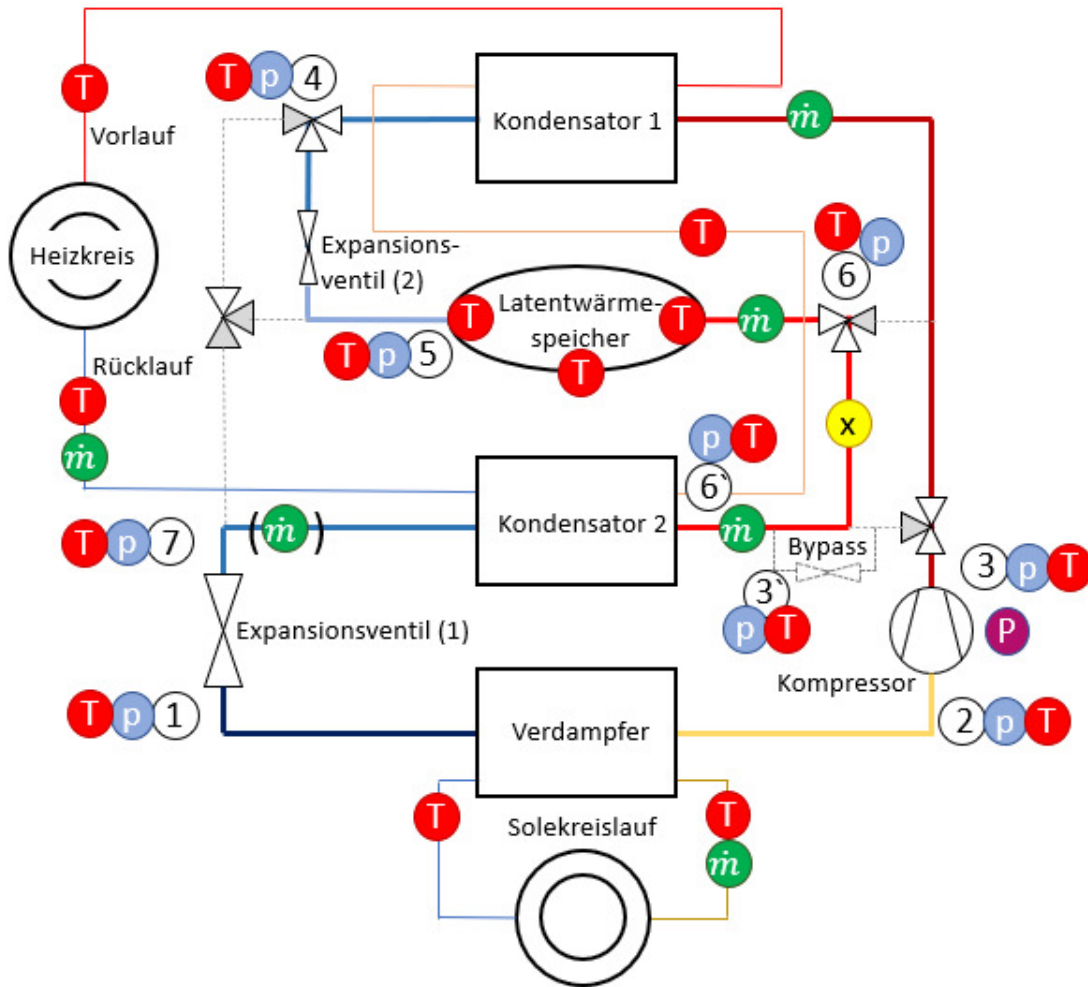 T
T p 4
Kondensator 1
ṁ
Vorlauf
Heizkreis
Expansions-
ventil (2)
T
T p
6
T
Latentwärme-
speicher
T
ṁ
T
T p 5
Rücklauf
T
ṁ
x
p T
6`
Kondensator 2
ṁ
T p 7
(ṁ)
Bypass
3`
p T
3 p T
P
Expansionsventil (1)
Kompressor
T p 1
Verdampfer
2 p T
T
Solekreislauf
T
ṁ